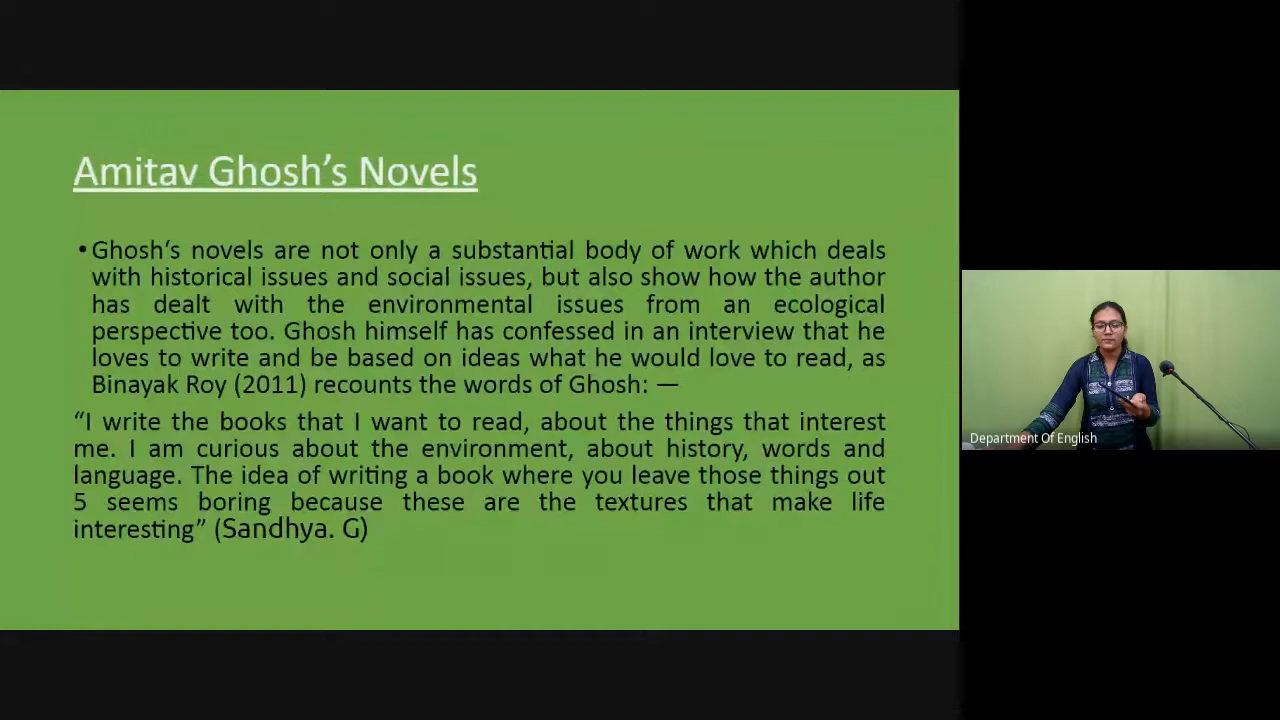 Amitav Ghosh’s Novels
• Ghosh‘s novels are not only a substantial body of work which deals
with historical issues and social issues, but also show how the author
has dealt with the environmental issues from an ecological
perspective too. Ghosh himself has confessed in an interview that he
loves to write and be based on ideas what he would love to read, as
Binayak Roy (2011) recounts the words of Ghosh: —
“I write the books that I want to read, about the things that interest
me. I am curious about the environment, about history, words and
language. The idea of writing a book where you leave those things out
5 seems boring because these are the textures that make life
interesting” (Sandhya. G)
Department Of English